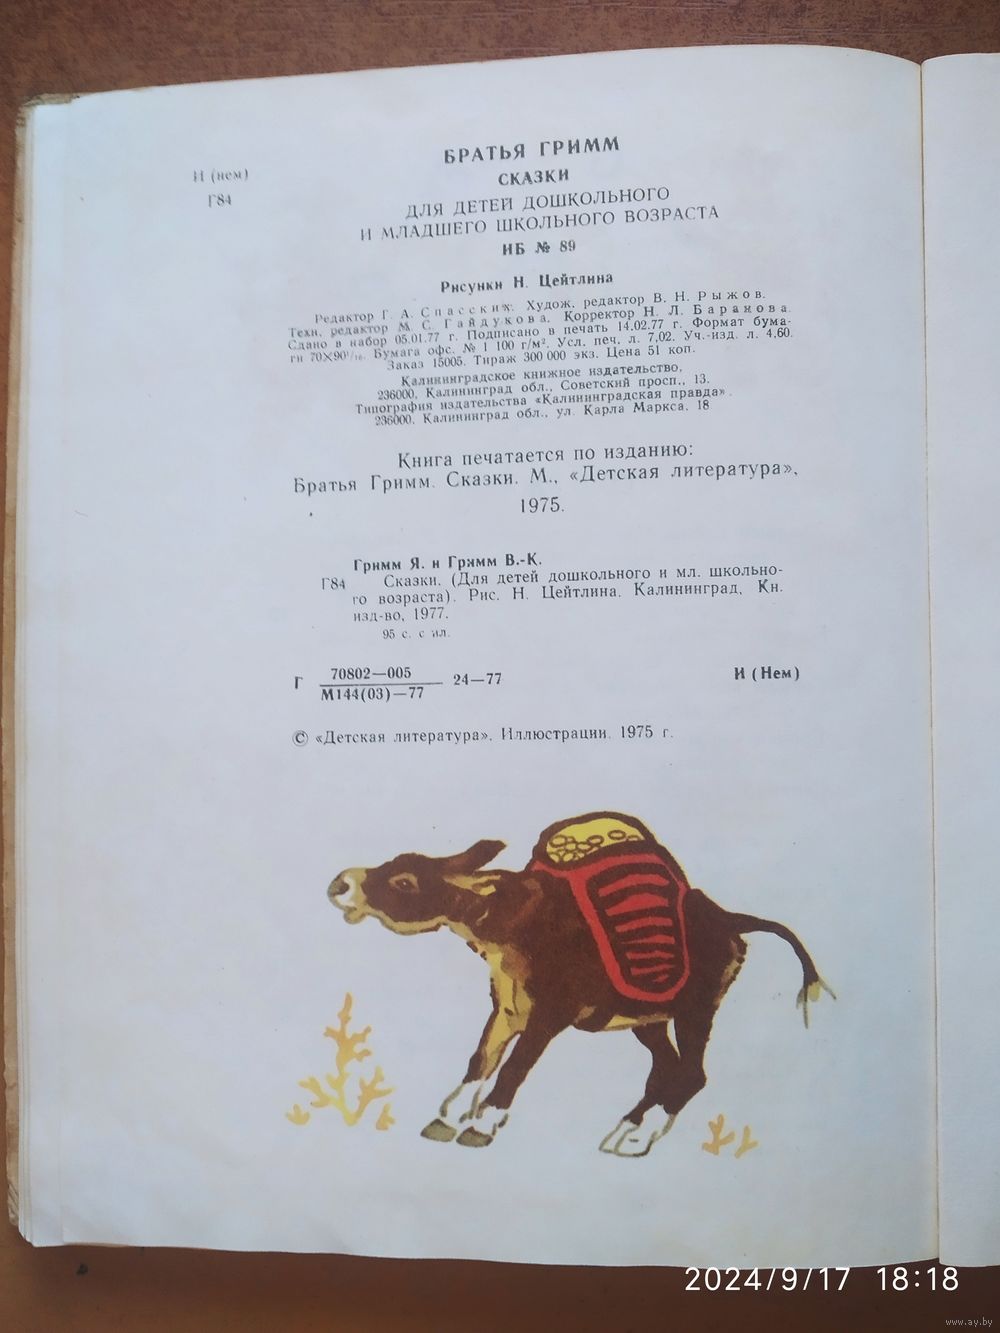 И (нем)
Г84
БРАТЬЯ ГРИММ
СКАЗКИ
ДЛЯ ДЕТЕЙ ДОШКОЛЬНОГО
И МЛАДШЕГО ШКОЛЬНОГО ВОЗРАСТА
ИБ № 89
Рисунки Н. Цейтлина
Редактор Г. А. Спасских. Худож. редактор В. Н. Рыжов.
Техн. редактор М. С. Гайдукова. Корректор Н. Л. Баранова.
Сдано в набор 05.01.77 г. Подписано в печать 14.02.77 г. Формат бума-
ги 70×90¹/₁₆. Бумага офс. № 1 100 г/м². Усл. печ. л. 7,02. Уч.-изд. л. 4,60.
Заказ 15005. Тираж 300 000 экз. Цена 51 коп.
Калининградское книжное издательство,
236000, Калининград обл., Советский просп., 13.
Типография издательства «Калининградская правда».
236000, Калининград обл., ул. Карла Маркса, 18
Книга печатается по изданию:
Братья Гримм. Сказки. М., «Детская литература»,
1975.
Гримм Я. и Гримм В.-К.
Г84 Сказки. (Для детей дошкольного и мл. школьно-
го возраста). Рис. Н. Цейтлина. Калининград, Кн.
изд-во, 1977.
95 с. с ил.
Г 70802—005 24—77 И (Нем)
М144(03)—77
© «Детская литература». Иллюстрации. 1975 г.
2024/9/17 18:18
www.ay.by